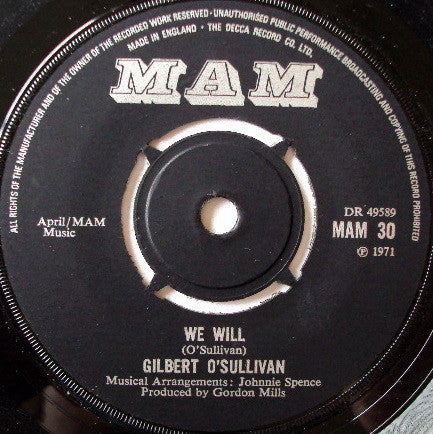 ALL RIGHTS OF THE MANUFACTURER AND OF THE OWNER OF THE RECORDED WORK RESERVED · UNAUTHORISED PUBLIC PERFORMANCE BROADCASTING AND COPYING OF THIS RECORD PROHIBITED
MADE IN ENGLAND · THE DECCA RECORD CO. LTD.
MAM
April/MAM
Music
DR 49589
MAM 30
℗ 1971
WE WILL
(O'Sullivan)
GILBERT O'SULLIVAN
Musical Arrangements: Johnnie Spence
Produced by Gordon Mills